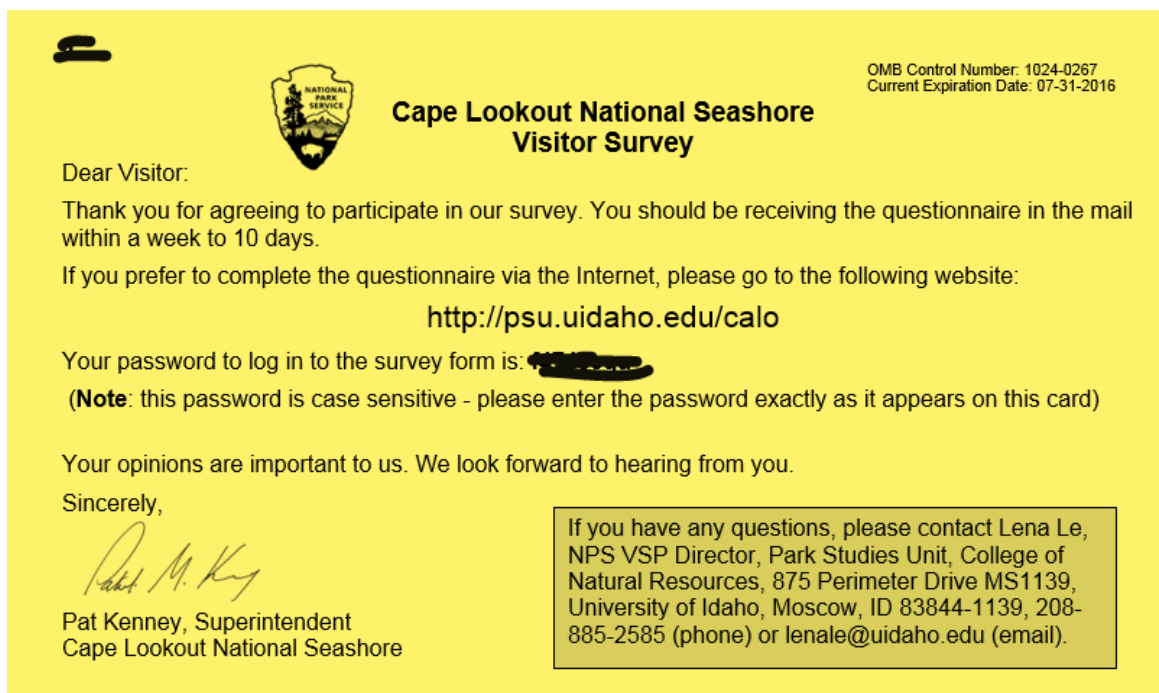 OMB Control Number: 1024-0267
Current Expiration Date: 07-31-2016
NATIONAL
PARK
SERVICE
Cape Lookout National Seashore
Visitor Survey
Dear Visitor:
Thank you for agreeing to participate in our survey. You should be receiving the questionnaire in the mail
within a week to 10 days.
If you prefer to complete the questionnaire via the Internet, please go to the following website:
http://psu.uidaho.edu/calo
Your password to log in to the survey form is:
(Note: this password is case sensitive - please enter the password exactly as it appears on this card)
Your opinions are important to us. We look forward to hearing from you.
Sincerely,
Pat Kenney, Superintendent
Cape Lookout National Seashore
If you have any questions, please contact Lena Le,
NPS VSP Director, Park Studies Unit, College of
Natural Resources, 875 Perimeter Drive MS1139,
University of Idaho, Moscow, ID 83844-1139, 208-
885-2585 (phone) or lenale@uidaho.edu (email).